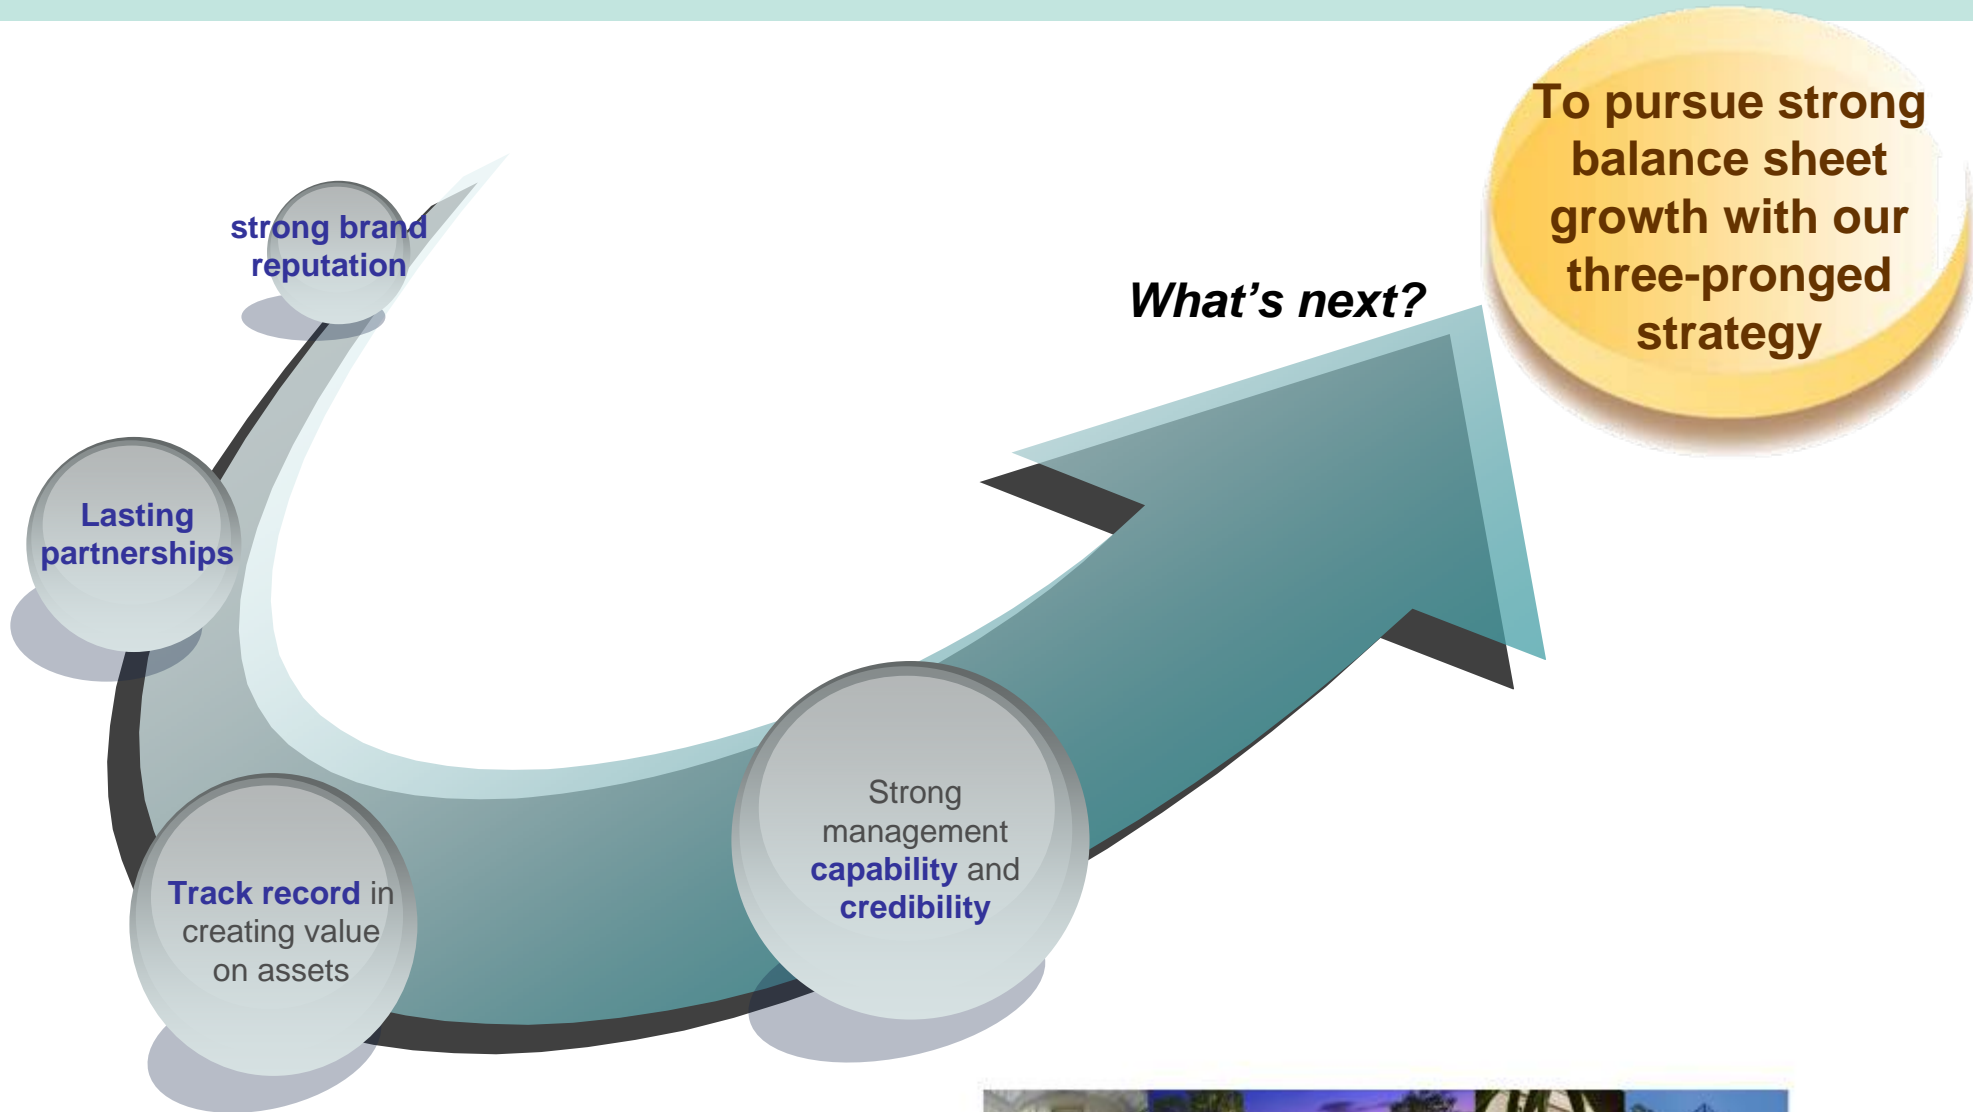 To pursue strong
balance sheet
growth with our
three-pronged
strategy
What's next?
strong brand
reputation
Lasting
partnerships
Track record in
creating value
on assets
Strong
management
capability and
credibility